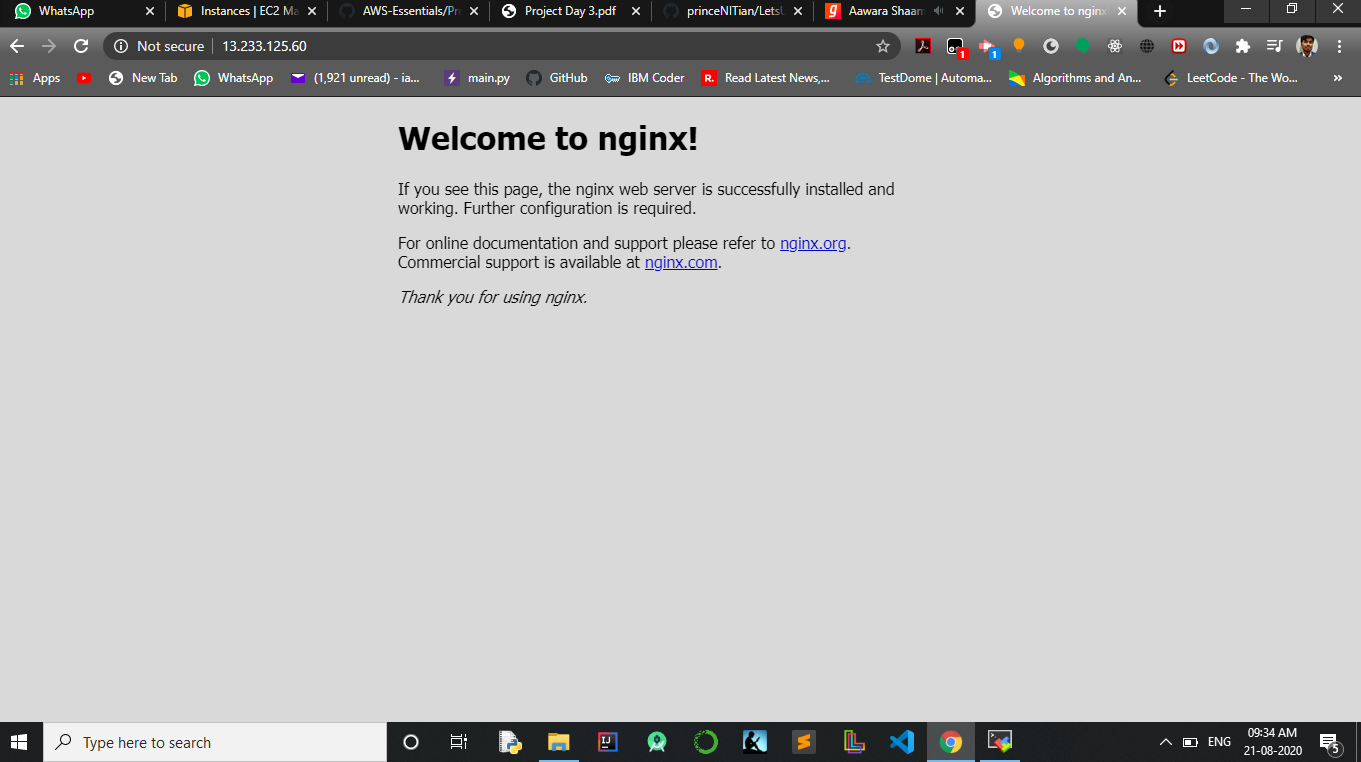 WhatsApp
Instances | EC2 Ma
AWS-Essentials/Pr
Project Day 3.pdf
princeNITian/LetsU
Aawara Shaam
Welcome to nginx
Not secure
13.233.125.60
1
1
Apps
New Tab
WhatsApp
(1,921 unread) - ia...
main.py
GitHub
IBM Coder
Read Latest News,...
TestDome | Automa...
Algorithms and An...
LeetCode - The Wo...
»
Welcome to nginx!
If you see this page, the nginx web server is successfully installed and
working. Further configuration is required.
For online documentation and support please refer to nginx.org.
Commercial support is available at nginx.com.
Thank you for using nginx.
Type here to search
ENG
09:34 AM
21-08-2020
5